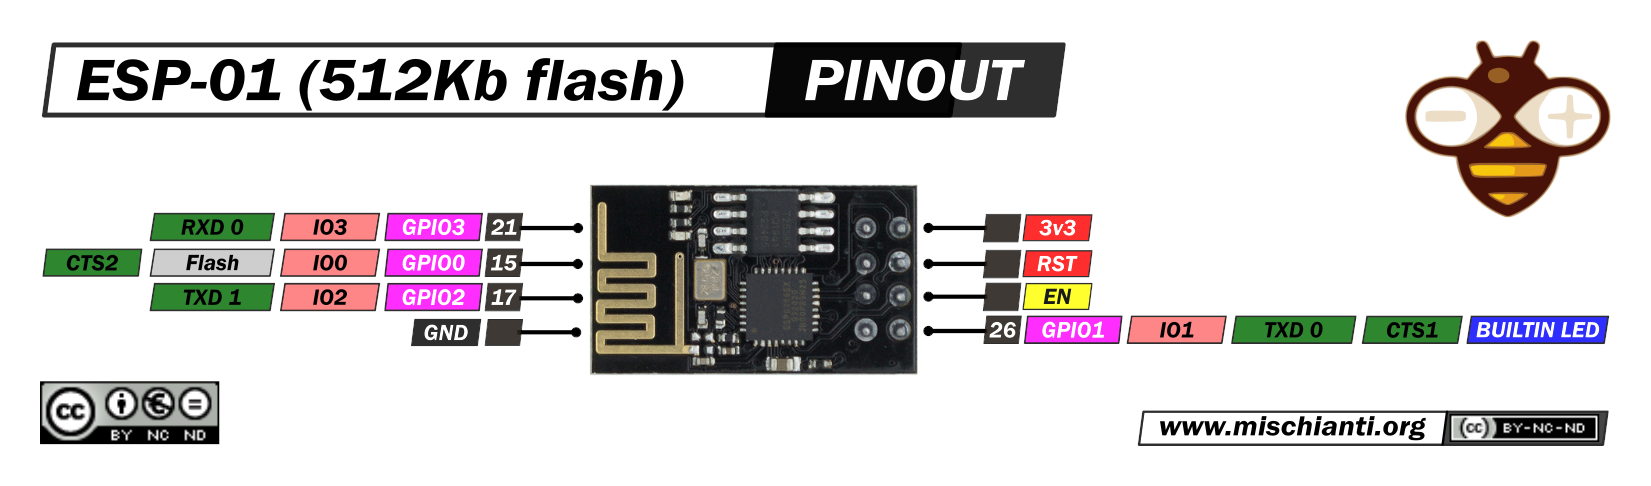 ESP-01 (512Kb flash) PINOUT
RXD 0 IO3 GPIO3 21 3v3
CTS2 Flash IO0 GPIO0 15 RST
TXD 1 IO2 GPIO2 17 EN
GND 26 GPIO1 IO1 TXD 0 CTS1 BUILTIN LED
cc BY NC ND
www.mischianti.org cc BY-NC-ND